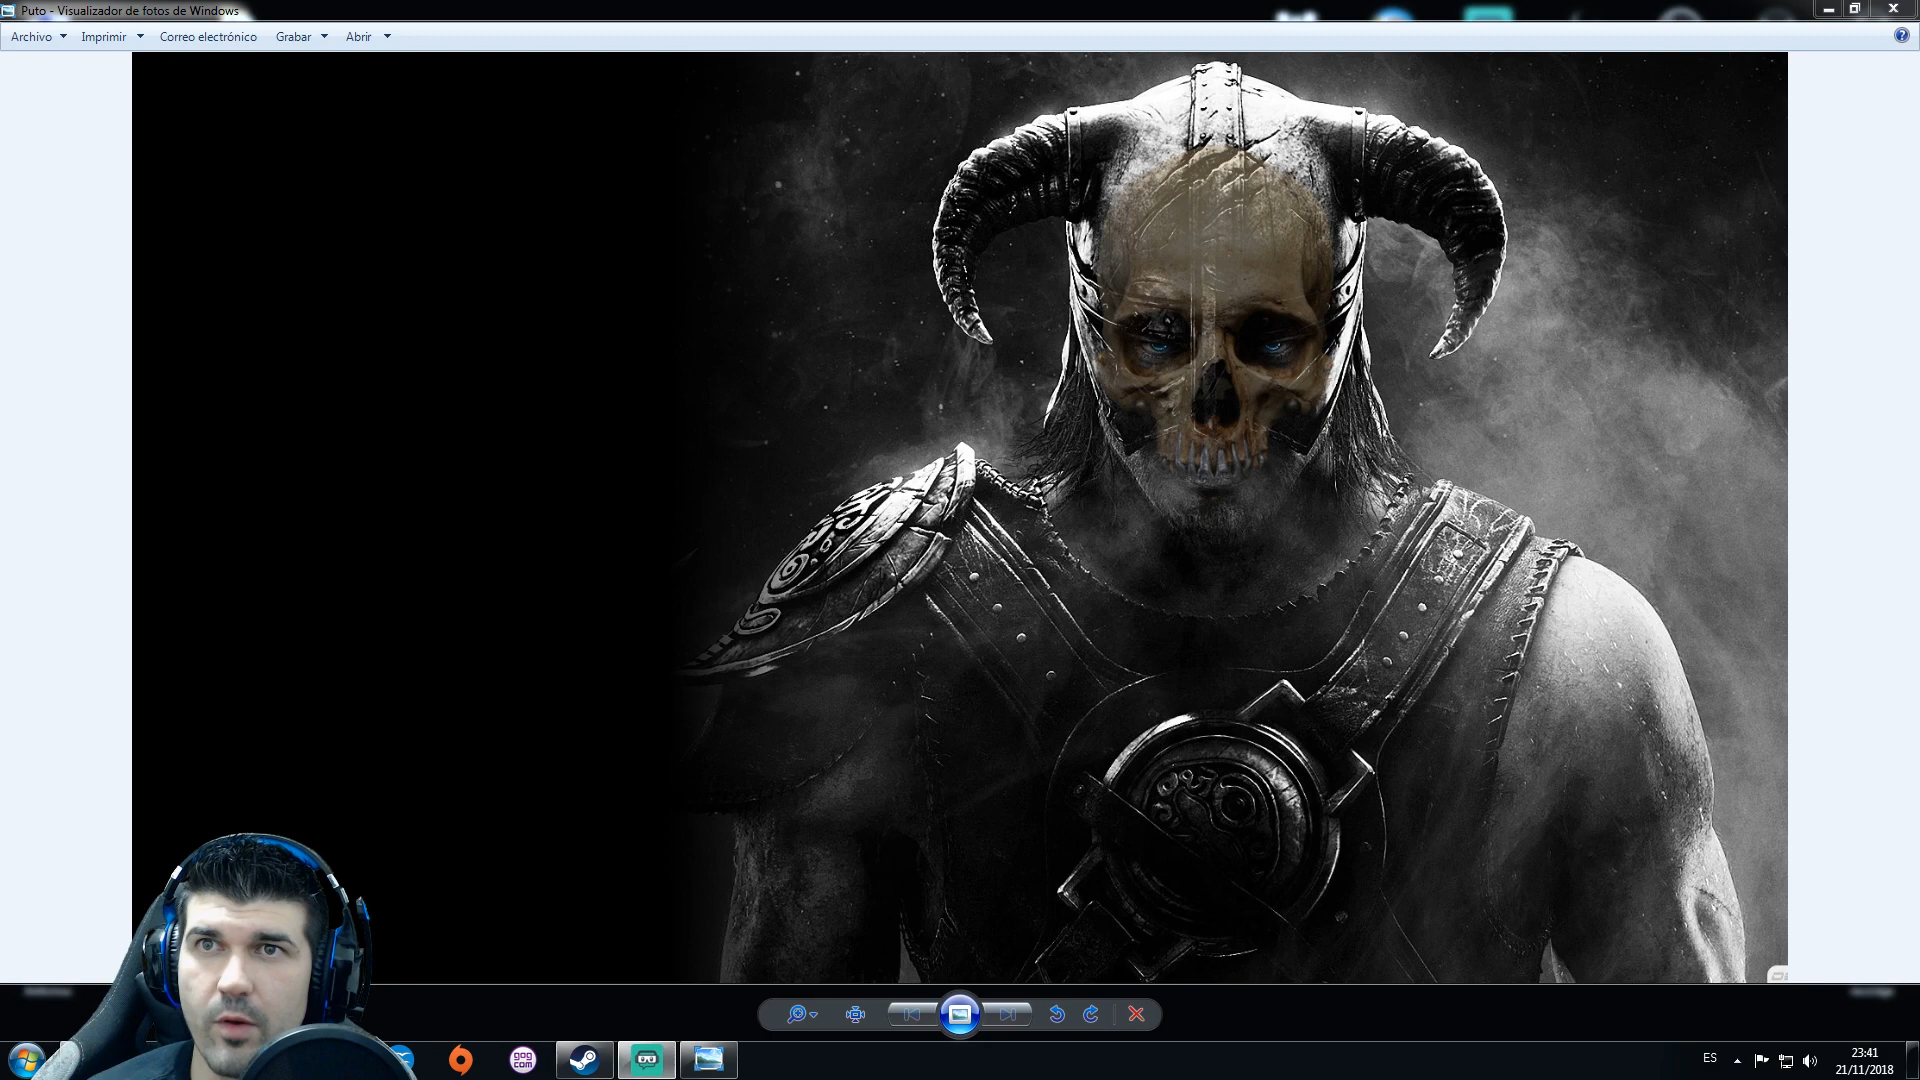 Puto - Visualizador de fotos de Windows
Archivo Imprimir Correo electrónico Grabar Abrir
gog
com
ES
23:41
21/11/2018